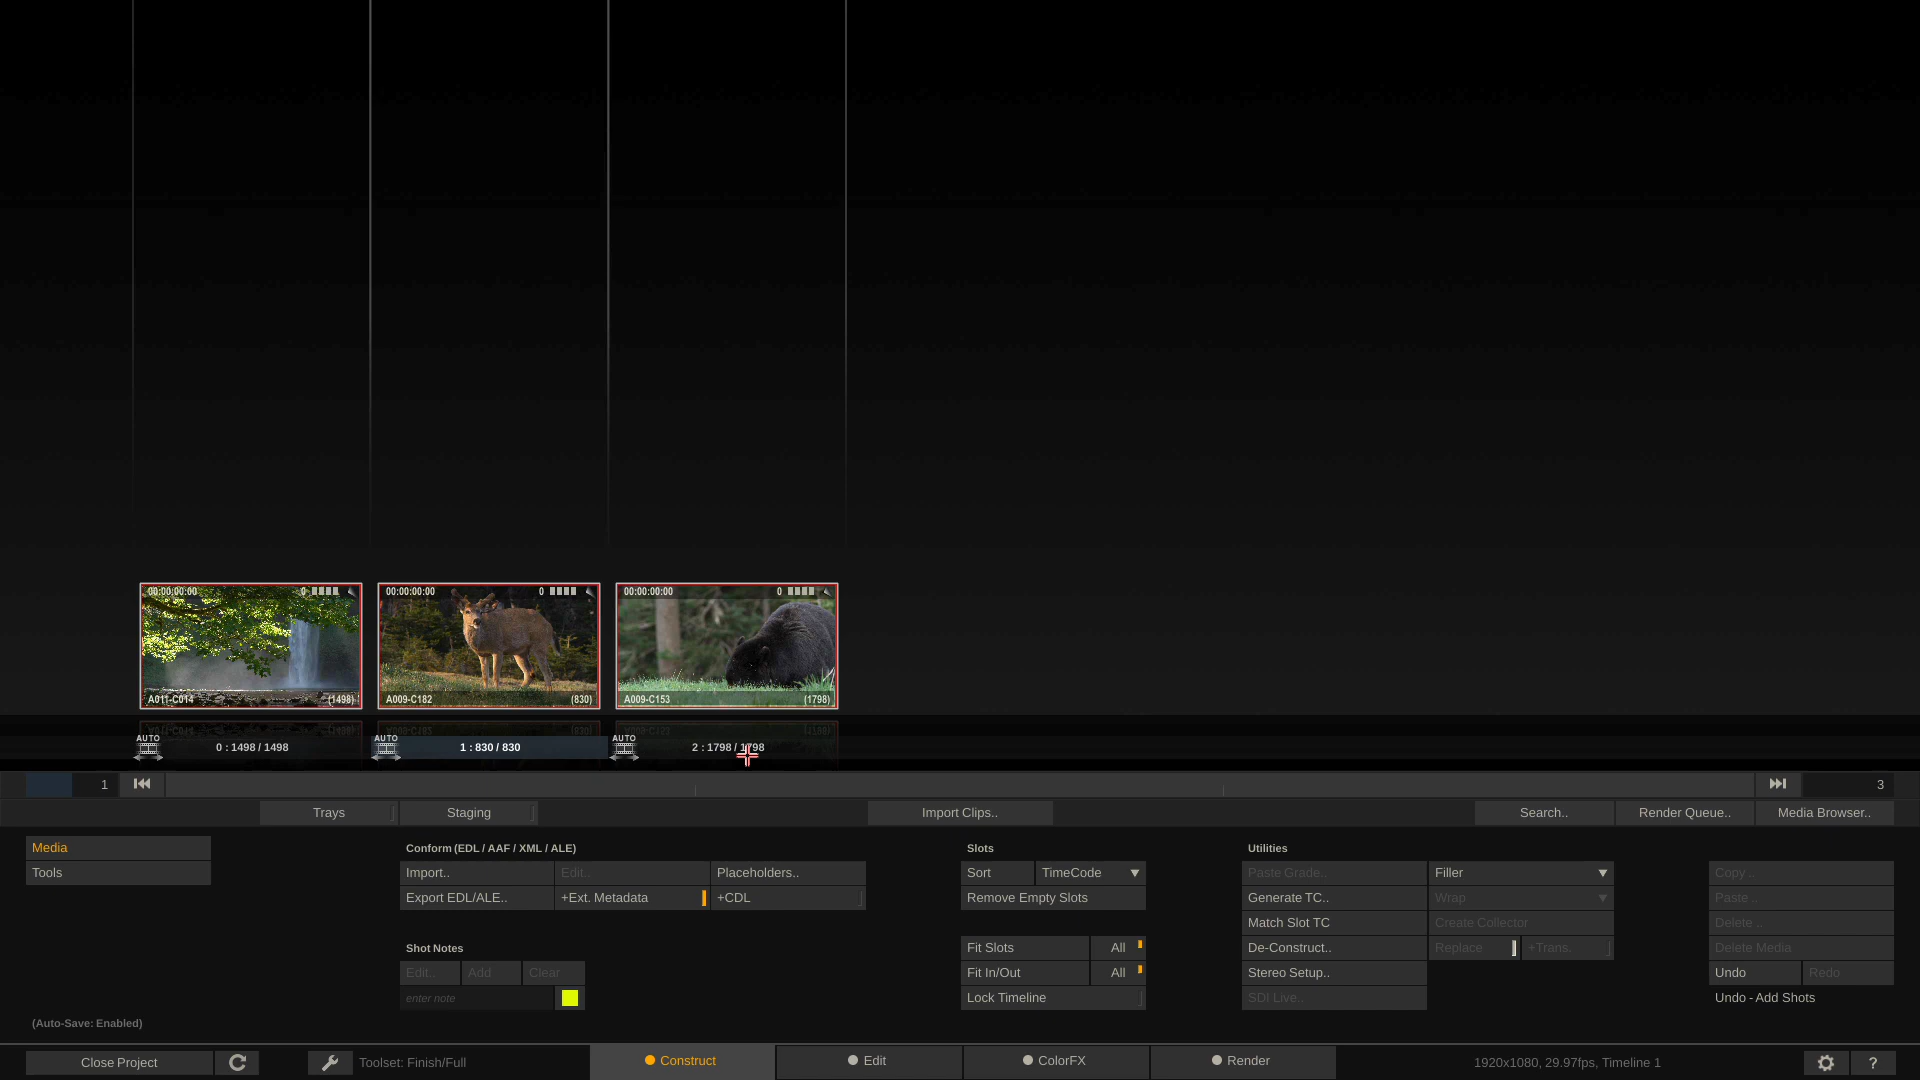 00:00:00:00 0
00:00:00:00 0
00:00:00:00 0
A011-C014 (1498)
A009-C182 (830)
A009-C153 (1798)
AUTO 0 : 1498 / 1498
AUTO 1 : 830 / 830
AUTO 2 : 1798 / 1798
1 3
Trays Staging Import Clips.. Search.. Render Queue.. Media Browser..
Media
Tools
Conform (EDL / AAF / XML / ALE)
Import.. Edit.. Placeholders..
Export EDL/ALE.. +Ext. Metadata +CDL
Shot Notes
Edit.. Add Clear
enter note
Slots
Sort TimeCode
Remove Empty Slots
Fit Slots All
Fit In/Out All
Lock Timeline
Utilities
Paste Grade.. Filler
Generate TC.. Wrap
Match Slot TC Create Collector
De-Construct.. Replace +Trans.
Stereo Setup..
SDI Live..
Copy ..
Paste ..
Delete ..
Delete Media
Undo Redo
Undo - Add Shots
(Auto-Save: Enabled)
Close Project Toolset: Finish/Full Construct Edit ColorFX Render 1920x1080, 29.97fps, Timeline 1 ?